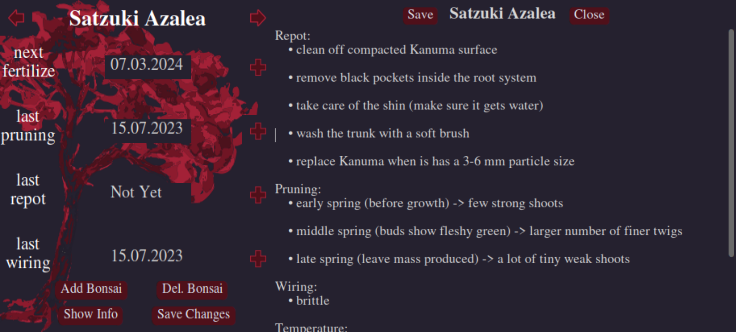 Satzuki Azalea
next
fertilize
07.03.2024
last
pruning
15.07.2023
last
repot
Not Yet
last
wiring
15.07.2023
Add Bonsai
Del. Bonsai
Show Info
Save Changes
Save
Satzuki Azalea
Close
Repot:
• clean off compacted Kanuma surface
• remove black pockets inside the root system
• take care of the shin (make sure it gets water)
• wash the trunk with a soft brush
• replace Kanuma when is has a 3-6 mm particle size
Pruning:
• early spring (before growth) -> few strong shoots
• middle spring (buds show fleshy green) -> larger number of finer twigs
• late spring (leave mass produced) -> a lot of tiny weak shoots
Wiring:
• brittle
Temperature: